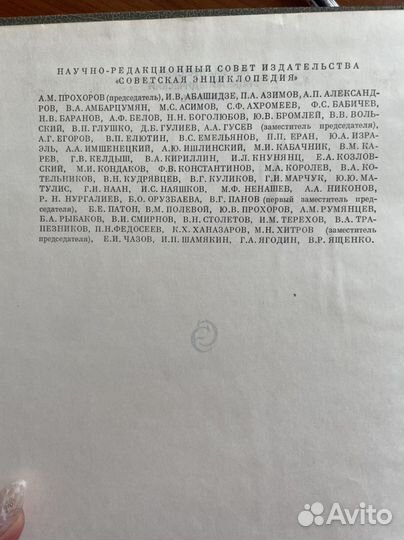 НАУЧНО-РЕДАКЦИОННЫЙ СОВЕТ ИЗДАТЕЛЬСТВА
«СОВЕТСКАЯ ЭНЦИКЛОПЕДИЯ»
А.М. ПРОХОРОВ (председатель), И.В. АБАШИДЗЕ, П.А. АЗИМОВ, А.П. АЛЕКСАНД-
РОВ, В.А. АМБАРЦУМЯН, М.С. АСИМОВ, С.Ф. АХРОМЕЕВ, Ф.С. БАБИЧЕВ,
Н.В. БАРАНОВ, А.Ф. БЕЛОВ, Н.Н. БОГОЛЮБОВ, Ю.В. БРОМЛЕЙ, В.В. ВОЛЬ-
СКИЙ, В.П. ГЛУШКО, Д.Б. ГУЛИЕВ, А.А. ГУСЕВ (заместитель председателя),
А.Г. ЕГОРОВ, В.П. ЕЛЮТИН, В.С. ЕМЕЛЬЯНОВ, П.П. ЕРАН, Ю.А. ИЗРА-
ЭЛЬ, А.А. ИМШЕНЕЦКИЙ, А.Ю. ИШЛИНСКИЙ, М.И. КАБАЧНИК, В.М. КА-
РЕВ, Г.В. КЕЛДЫШ, В.А. КИРИЛЛИН, И.Л. КНУНЯНЦ, Е.А. КОЗЛОВ-
СКИЙ, М.И. КОНДАКОВ, Ф.В. КОНСТАНТИНОВ, М.А. КОРОЛЕВ, В.А. КО-
ТЕЛЬНИКОВ, В.Н. КУДРЯВЦЕВ, В.Г. КУЛИКОВ, Г.И. МАРЧУК, Ю.Ю. МА-
ТУЛИС, Г.И. НААН, И.С. НАЯШКОВ, М.Ф. НЕНАШЕВ, А.А. НИКОНОВ,
Р.Н. НУРГАЛИЕВ, Б.О. ОРУЗБАЕВА, В.Г. ПАНОВ (первый заместитель пред-
седателя), Б.Е. ПАТОН, В.М. ПОЛЕВОЙ, Ю.В. ПРОХОРОВ, А.М. РУМЯНЦЕВ,
Б.А. РЫБАКОВ, В.И. СМИРНОВ, В.Н. СТОЛЕТОВ, И.М. ТЕРЕХОВ, В.А. ТРА-
ПЕЗНИКОВ, П.Н. ФЕДОСЕЕВ, К.Х. ХАНАЗАРОВ, М.Н. ХИТРОВ (заместитель
председателя), Е.И. ЧАЗОВ, И.П. ШАМЯКИН, Г.А. ЯГОДИН, В.Р. ЯЩЕНКО.
Avito